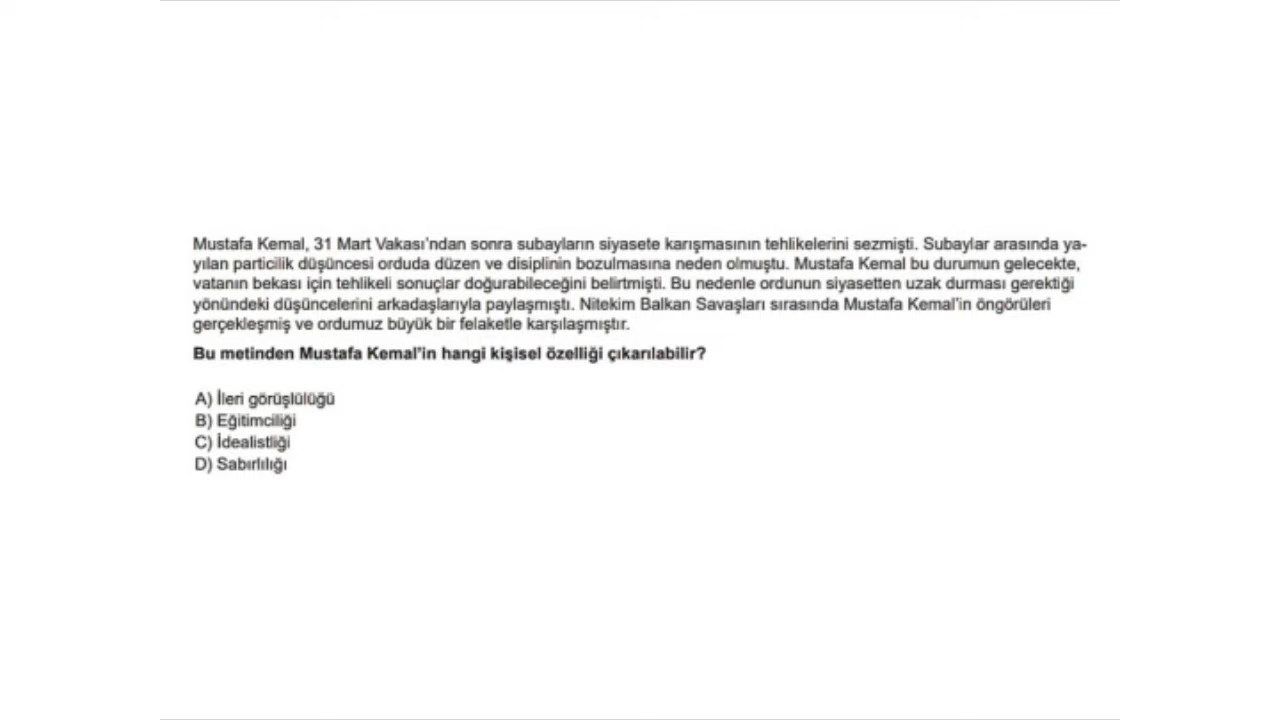 Mustafa Kemal, 31 Mart Vakası'ndan sonra subayların siyasete karışmasının tehlikelerini sezmişti. Subaylar arasında ya-
yılan particilik düşüncesi orduda düzen ve disiplinin bozulmasına neden olmuştu. Mustafa Kemal bu durumun gelecekte,
vatanın bekası için tehlikeli sonuçlar doğurabileceğini belirtmişti. Bu nedenle ordunun siyasetten uzak durması gerektiği
yönündeki düşüncelerini arkadaşlarıyla paylaşmıştı. Nitekim Balkan Savaşları sırasında Mustafa Kemal'in öngörüleri
gerçekleşmiş ve ordumuz büyük bir felaketle karşılaşmıştır.
Bu metinden Mustafa Kemal'in hangi kişisel özelliği çıkarılabilir?
A) İleri görüşlülüğü
B) Eğitimciliği
C) İdealistliği
D) Sabırlılığı